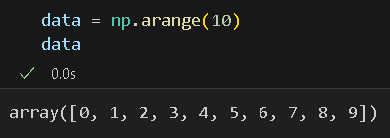 data = np.arange(10)
data
0.0s
array([0, 1, 2, 3, 4, 5, 6, 7, 8, 9])